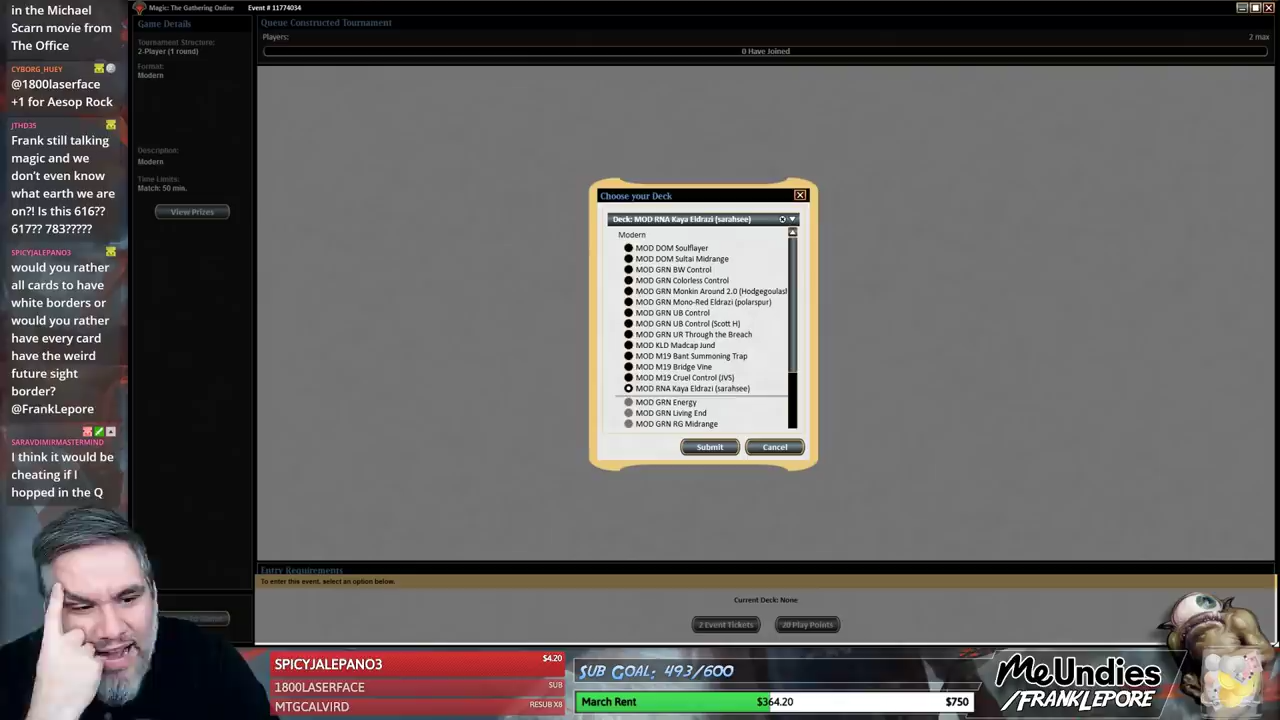 in the Michael
Scarn movie from
The Office
CYBORG_HUEY
@1800laserface
+1 for Aesop Rock
JTHD35
Frank still talking
magic and we
don't even know
what earth we are
on?! Is this 616??
SPICYJALEPANO3
would you rather
all cards to have
white borders or
would you rather
have every card
have the weird
future sight
border?
@FrankLepore
SARAVDIMIRMASTERMIND
I think it would be
cheating if I
hopped in the Q
Magic: The Gathering Online
Event # 11774034
Game Details
Tournament Structure:
2-Player (1 round)
Format:
Modern
Description:
Modern
Time Limits:
Match: 50 min.
View Prizes
Queue Constructed Tournament
Players:
2 max
0 Have Joined
Choose your Deck
Deck: MOD RNA Kaya Eldrazi (sarahsee)
Modern
MOD DOM Soulflayer
MOD DOM Sultai Midrange
MOD GRN BW Control
MOD GRN Colorless Control
MOD GRN Monkin Around 2.0 (Hodgegoulasl
MOD GRN Mono-Red Eldrazi (polarspur)
MOD GRN UB Control
MOD GRN UB Control (Scott H)
MOD GRN UR Through the Breach
MOD KLD Madcap Jund
MOD M19 Bant Summoning Trap
MOD M19 Bridge Vine
MOD M19 Cruel Control (JVS)
MOD RNA Kaya Eldrazi (sarahsee)
MOD GRN Energy
MOD GRN Living End
MOD GRN RG Midrange
Submit
Cancel
Entry Requirements
To enter this event, select an option below.
Current Deck: None
2 Event Tickets
20 Play Points
SPICYJALEPANO3
$4.20
1800LASERFACE
SUB
MTGCALVIRD
RESUB X8
SUB GOAL: 493/600
March Rent
$364.20
$750
MeUndies
/FRANKLEPORE